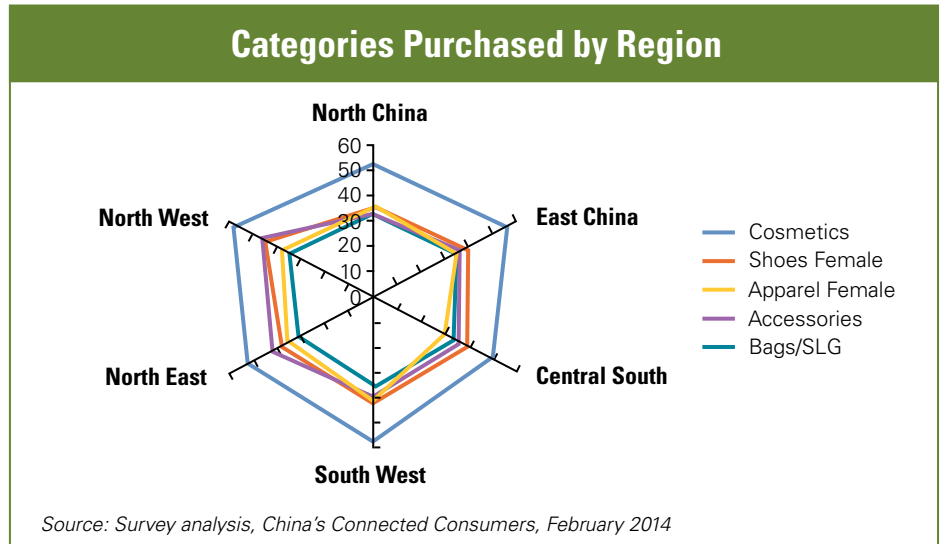 Categories Purchased by Region
North China
60
50
40
30
20
10
0
North West
East China
North East
Central South
South West
Cosmetics
Shoes Female
Apparel Female
Accessories
Bags/SLG
Source: Survey analysis, China’s Connected Consumers, February 2014